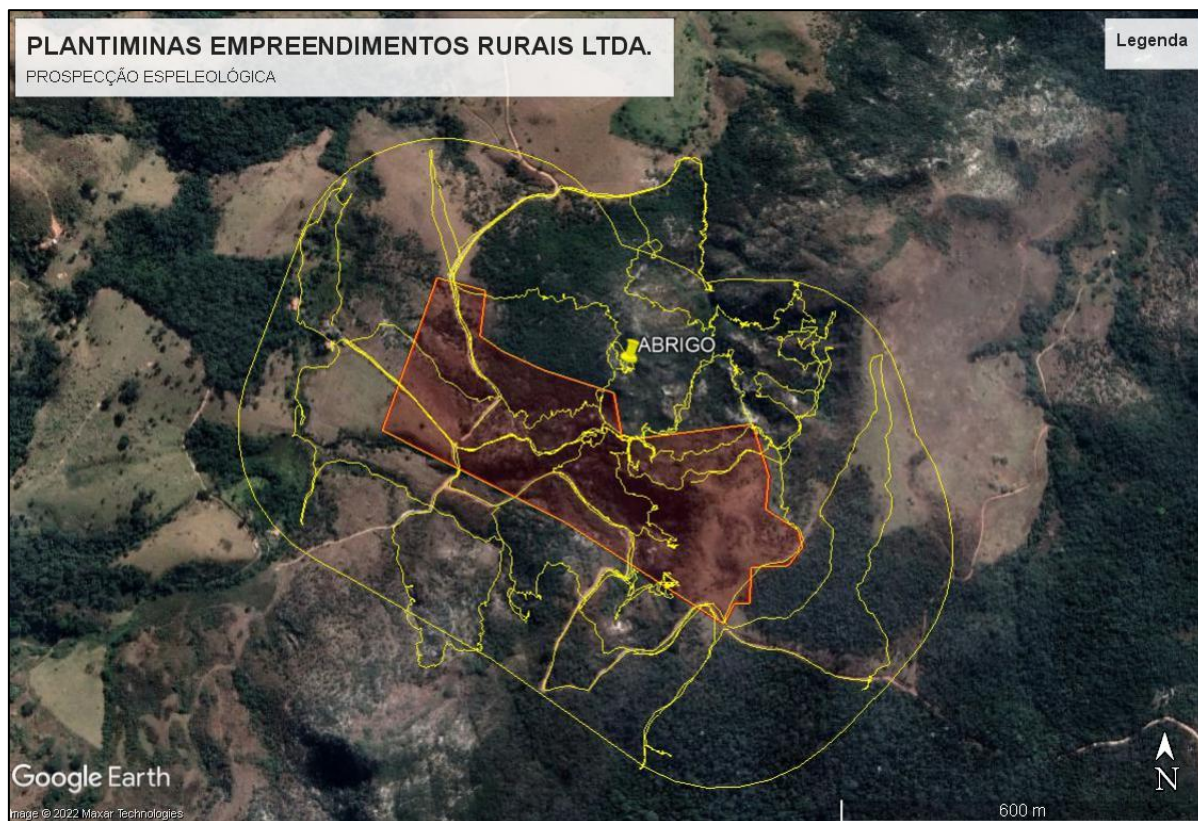 PLANTIMINAS EMPREENDIMENTOS RURAIS LTDA.
PROSPECÇÃO ESPELEOLÓGICA
Legenda
ABRIGO
Google Earth
N
Image © 2022 Maxar Technologies
600 m